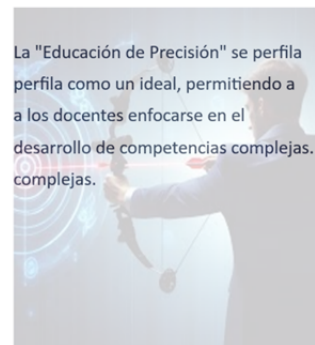 La "Educación de Precisión" se perfila
perfila como un ideal, permitiendo a
a los docentes enfocarse en el
desarrollo de competencias complejas.
complejas.